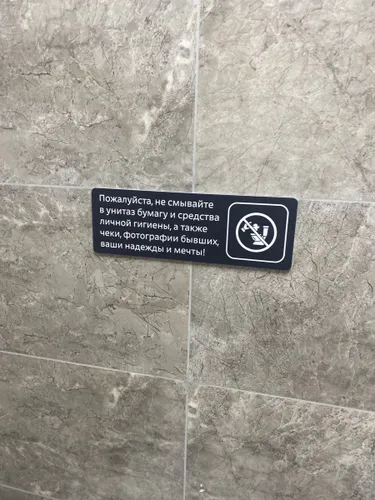 Пожалуйста, не смывайте
в унитаз бумагу и средства
личной гигиены, а также
чеки, фотографии бывших,
ваши надежды и мечты!